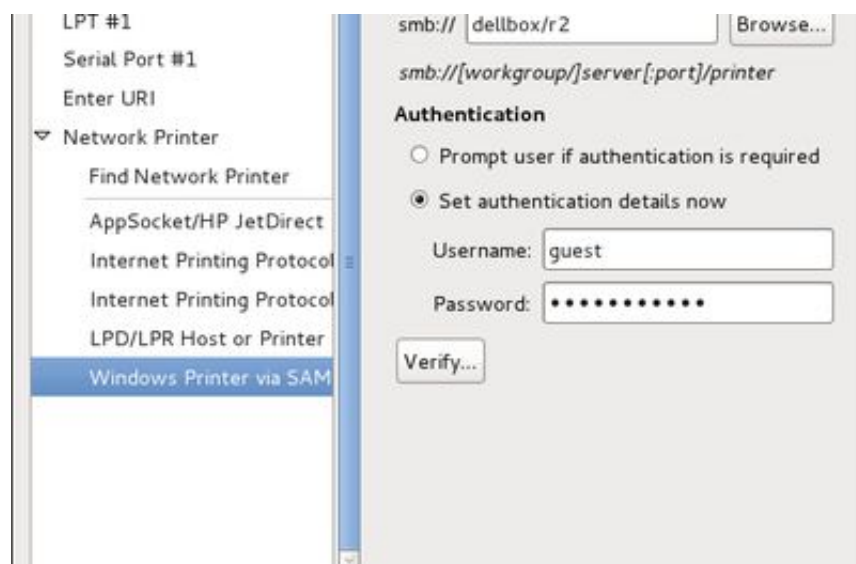 LPT #1
Serial Port #1
Enter URI
Network Printer
Find Network Printer
AppSocket/HP JetDirect
Internet Printing Protocol
Internet Printing Protocol
LPD/LPR Host or Printer
Windows Printer via SAM
smb:// dellbox/r2 Browse...
smb://[workgroup/]server[:port]/printer
Authentication
Prompt user if authentication is required
Set authentication details now
Username: guest
Password: •••••••••••
Verify...